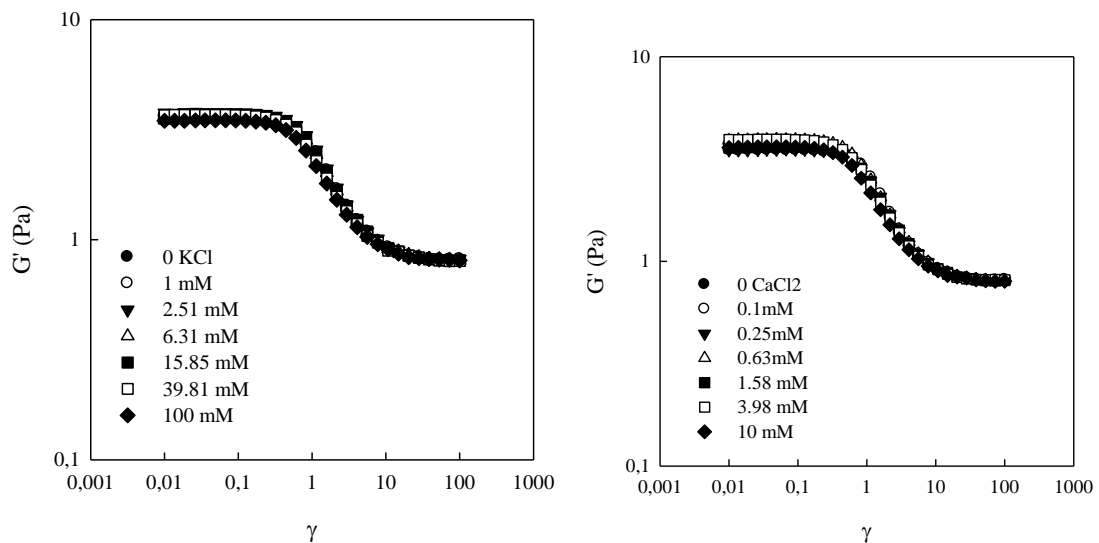 10
1
0,1
G' (Pa)
0 KCl
1 mM
2.51 mM
6.31 mM
15.85 mM
39.81 mM
100 mM
0,001 0,01 0,1 1 10 100 1000
γ
10
1
0,1
G' (Pa)
0 CaCl2
0.1mM
0.25mM
0.63mM
1.58 mM
3.98 mM
10 mM
0,001 0,01 0,1 1 10 100 1000
γ